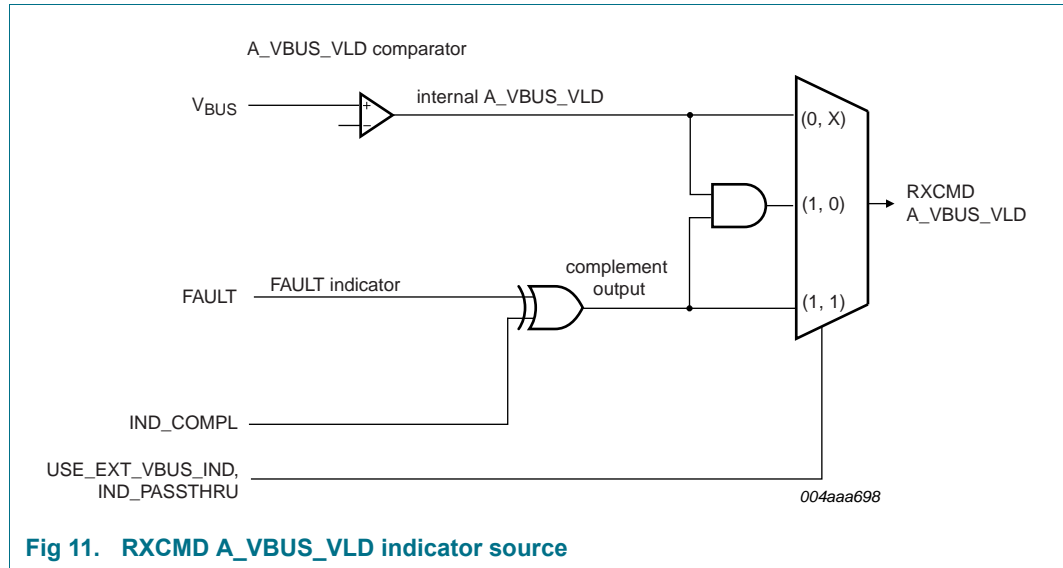 A_VBUS_VLD comparator
VBUS
+
−
internal A_VBUS_VLD
(0, X)
(1, 0)
RXCMD
A_VBUS_VLD
complement
output
FAULT
FAULT indicator
(1, 1)
IND_COMPL
USE_EXT_VBUS_IND,
IND_PASSTHRU
004aaa698
Fig 11. RXCMD A_VBUS_VLD indicator source